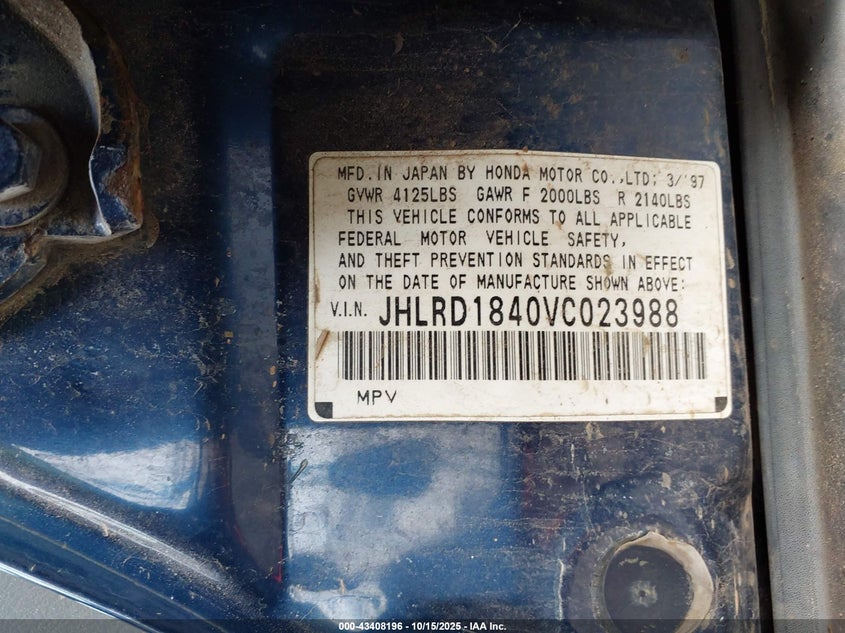 MFD. IN JAPAN BY HONDA MOTOR CO.,LTD; 3/'97
GVWR 4125LBS GAWR F 2000LBS R 2140LBS
THIS VEHICLE CONFORMS TO ALL APPLICABLE
FEDERAL MOTOR VEHICLE SAFETY,
AND THEFT PREVENTION STANDARDS IN EFFECT
ON THE DATE OF MANUFACTURE SHOWN ABOVE:
V.I.N. JHLRD1840VC023988
MPV
000-43408196 - 10/15/2025 - IAA Inc.